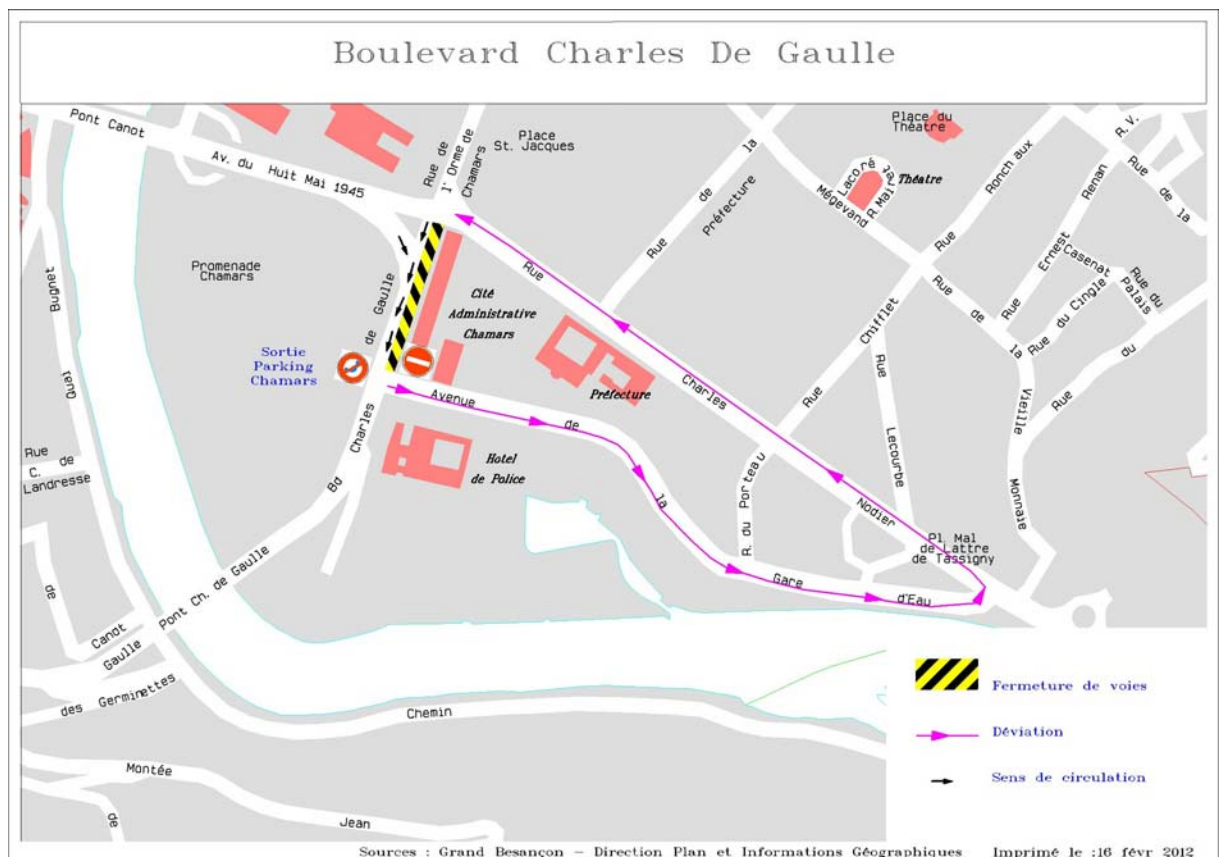 Boulevard Charles De Gaulle
Pont Canot
Av. du Huit Mai 1945
Rue de
l' Orme de
Chamars
Place
St. Jacques
Rue de la
Préfecture
Place du
Théatre
Lacoré
R. Mairet
Théatre
Mégevand
Rue de la
Rue Ronchaux
R. V.
Rue de la
Rue Ernest Renan
Casenat
Rue du Cingle
Rue du
Palais
Rue du
Promenade
Chamars
Bugnet
Quai
Bd Charles de Gaulle
Cité
Administrative
Chamars
Sortie
Parking
Chamars
Rue Charles Nodier
Préfecture
Rue Chifflet
Rue Lecourbe
Vieille
Monnaie
Avenue de la Gare d'Eau
Hotel
de Police
R. du Porteau
Pl. Mal
de Lattre
de Tassigny
Rue
C. de
Landresse
de
Canot
Gaulle
Pont Ch. de Gaulle
des Germinettes
Chemin
Montée
Jean
de
Fermeture de voies
Déviation
Sens de circulation
Sources : Grand Besançon – Direction Plan et Informations Géographiques Imprimé le :16 févr 2012